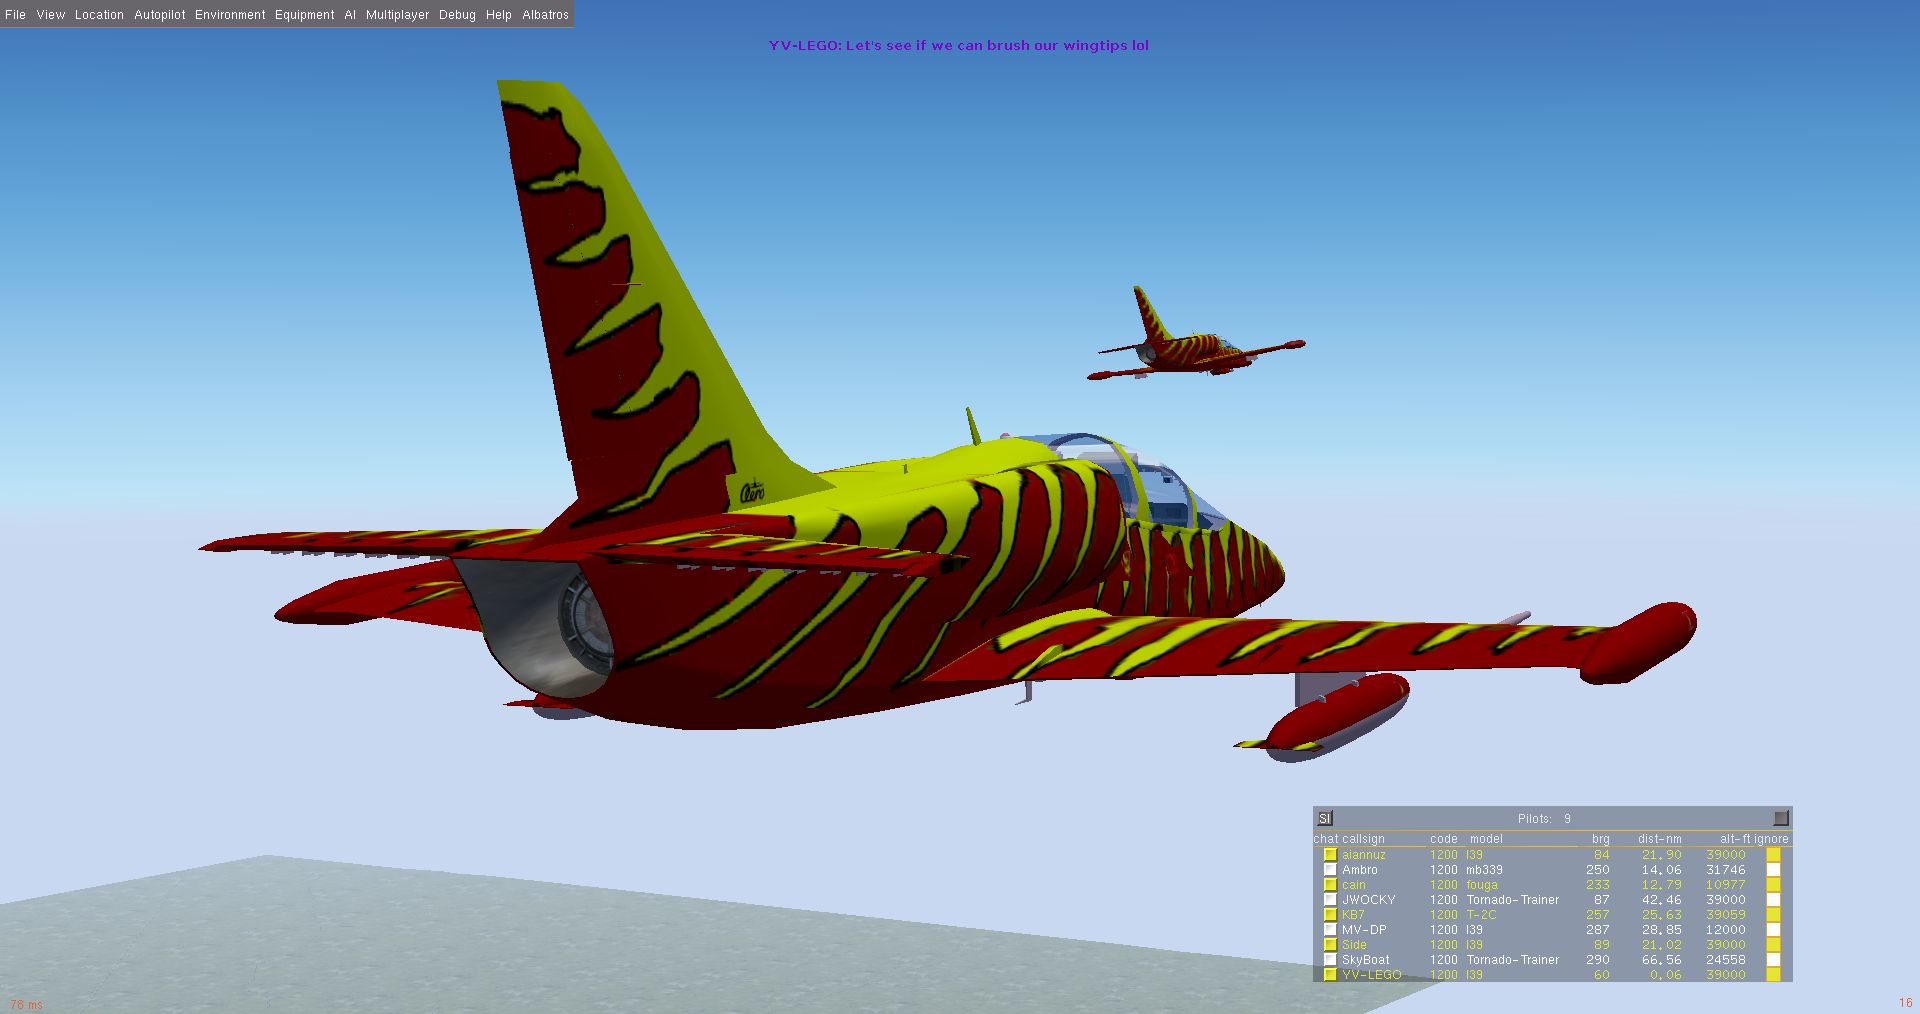 File View Location Autopilot Environment Equipment AI Multiplayer Debug Help Albatros
YV-LEGO: Let's see if we can brush our wingtips lol
aero
SI Pilots: 9
chat callsign code model brg dist-nm alt-ft ignore
aiannuz 1200 l39 84 21.90 39000
Ambro 1200 mb339 250 14.06 31746
cain 1200 fouga 233 12.79 10977
JWOCKY 1200 Tornado-Trainer 87 42.46 39000
KB7 1200 T-2C 257 25.63 39059
MV-DP 1200 l39 287 28.85 12000
Side 1200 l39 89 21.02 39000
SkyBoat 1200 Tornado-Trainer 290 66.56 24558
YV-LEGO 1200 l39 60 0.06 39000
78 ms
16